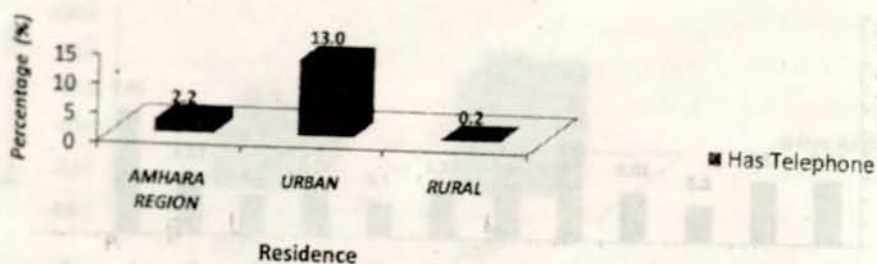 Percentage (%)
15
10
5
0
2.2
13.0
0.2
AMHARA
REGION
URBAN
RURAL
Has Telephone
Residence